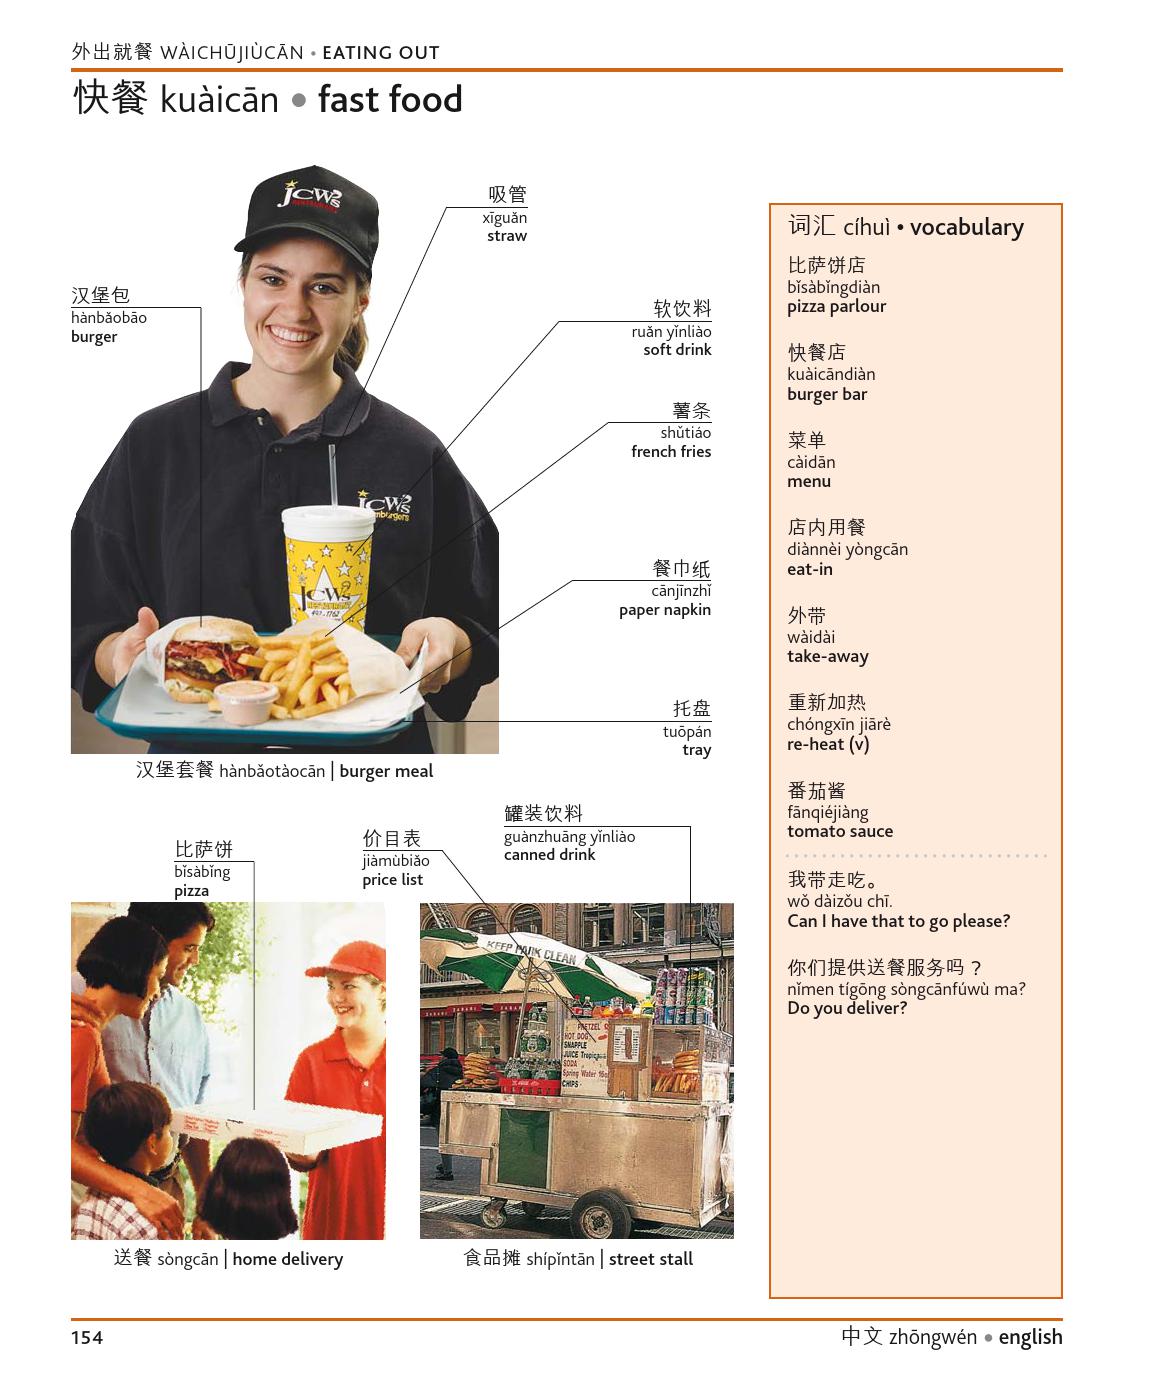 外出就餐 WÀICHŪJIÙCĀN • EATING OUT
快餐 kuàicān • fast food
吸管
xīguǎn
straw
汉堡包
hànbǎobāo
burger
软饮料
ruǎn yǐnliào
soft drink
薯条
shǔtiáo
french fries
餐巾纸
cānjīnzhǐ
paper napkin
托盘
tuōpán
tray
JCW's
RESTAURANT
JCW's
hamburgers
JCW's
RESTAURANT
汉堡套餐 hànbǎotàocān | burger meal
比萨饼
bǐsàbǐng
pizza
价目表
jiàmùbiǎo
price list
罐装饮料
guànzhuāng yǐnliào
canned drink
KEEP PARK CLEAN
PRETZEL
HOT DOG
SNAPPLE
JUICE Tropicana
SODA
Spring Water 16oz
CHIPS
送餐 sòngcān | home delivery
食品摊 shípǐntān | street stall
词汇 cíhuì • vocabulary
比萨饼店
bǐsàbǐngdiàn
pizza parlour
快餐店
kuàicāndiàn
burger bar
菜单
càidān
menu
店内用餐
diànnèi yòngcān
eat-in
外带
wàidài
take-away
重新加热
chóngxīn jiārè
re-heat (v)
番茄酱
fānqiéjiàng
tomato sauce
我带走吃。
wǒ dàizǒu chī.
Can I have that to go please?
你们提供送餐服务吗？
nǐmen tígōng sòngcānfúwù ma?
Do you deliver?
154
中文 zhōngwén • english